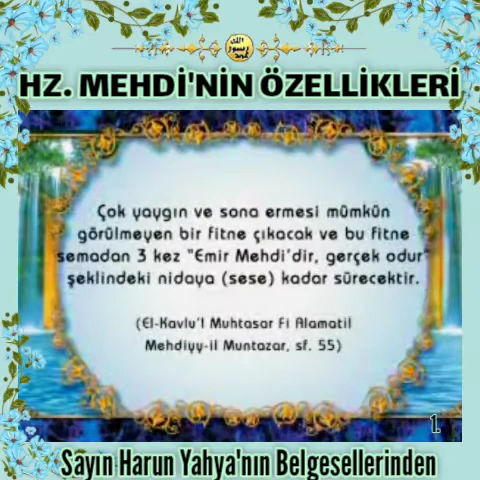 HZ. MEHDİ'NİN ÖZELLİKLERİ
Çok yaygın ve sona ermesi mümkün
görülmeyen bir fitne çıkacak ve bu fitne
semadan 3 kez "Emir Mehdi'dir, gerçek odur"
şeklindeki nidaya (sese) kadar sürecektir.
(El-Kavlu'l Muhtasar Fi Alamatil
Mehdiyy-il Muntazar, sf. 55)
1.
Sayın Harun Yahya'nın Belgesellerinden